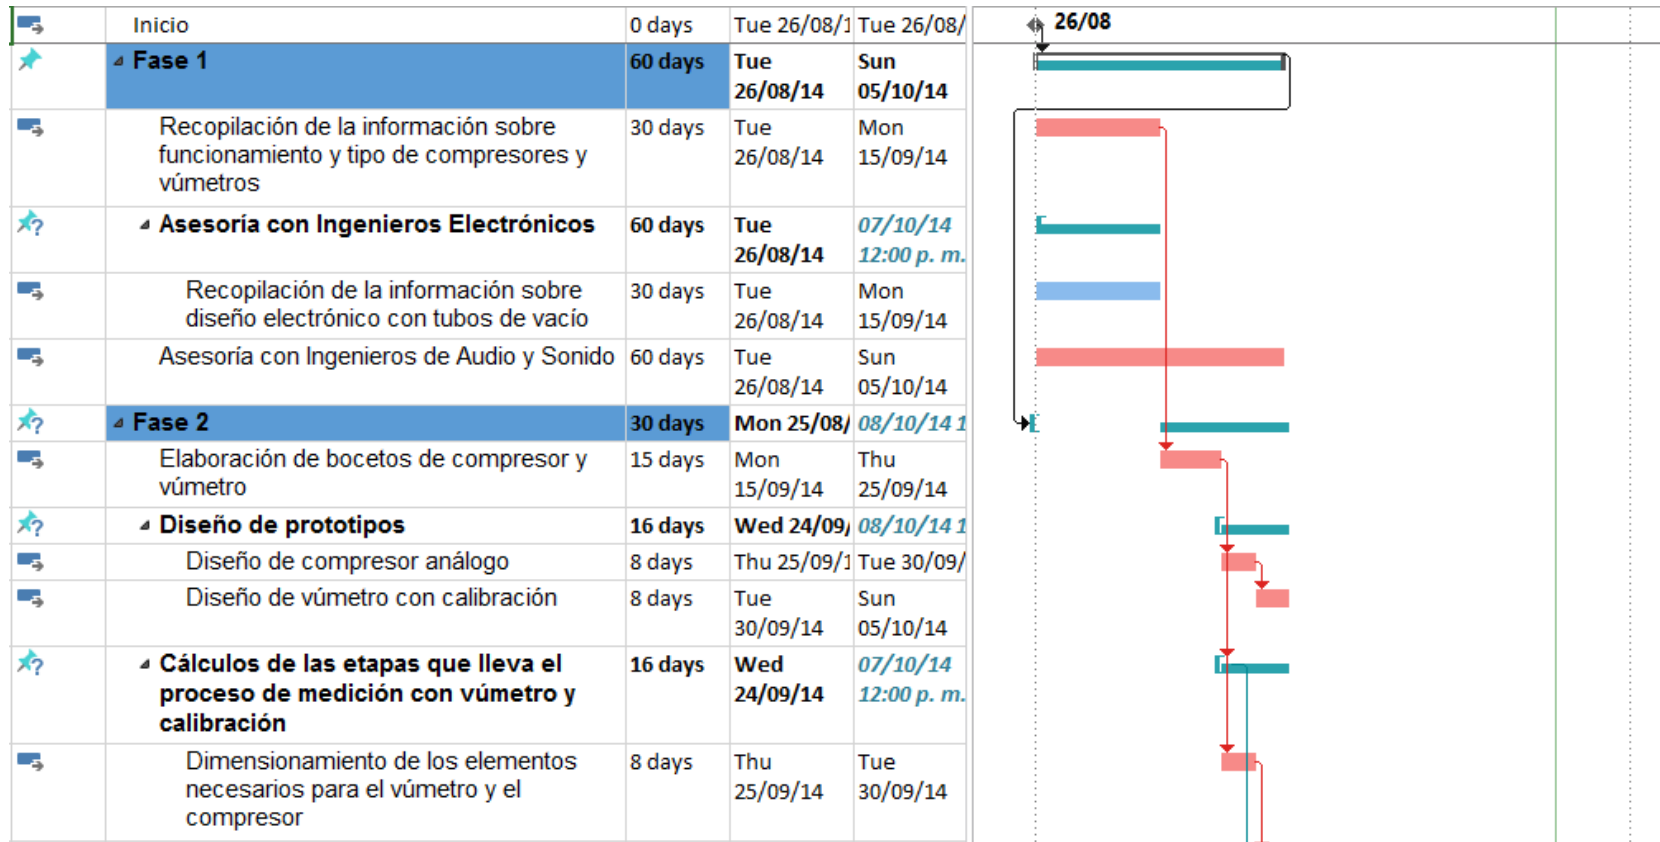 Inicio 0 days Tue 26/08/1 Tue 26/08/ 26/08
Fase 1 60 days Tue Sun
26/08/14 05/10/14
Recopilación de la información sobre 30 days Tue Mon
funcionamiento y tipo de compresores y 26/08/14 15/09/14
vúmetros
Asesoría con Ingenieros Electrónicos 60 days Tue 07/10/14
26/08/14 12:00 p. m.
Recopilación de la información sobre 30 days Tue Mon
diseño electrónico con tubos de vacío 26/08/14 15/09/14
Asesoría con Ingenieros de Audio y Sonido 60 days Tue Sun
26/08/14 05/10/14
Fase 2 30 days Mon 25/08/ 08/10/14 1
Elaboración de bocetos de compresor y 15 days Mon Thu
vúmetro 15/09/14 25/09/14
Diseño de prototipos 16 days Wed 24/09/ 08/10/14 1
Diseño de compresor análogo 8 days Thu 25/09/1 Tue 30/09/
Diseño de vúmetro con calibración 8 days Tue Sun
30/09/14 05/10/14
Cálculos de las etapas que lleva el 16 days Wed 07/10/14
proceso de medición con vúmetro y 24/09/14 12:00 p. m.
calibración
Dimensionamiento de los elementos 8 days Thu Tue
necesarios para el vúmetro y el 25/09/14 30/09/14
compresor